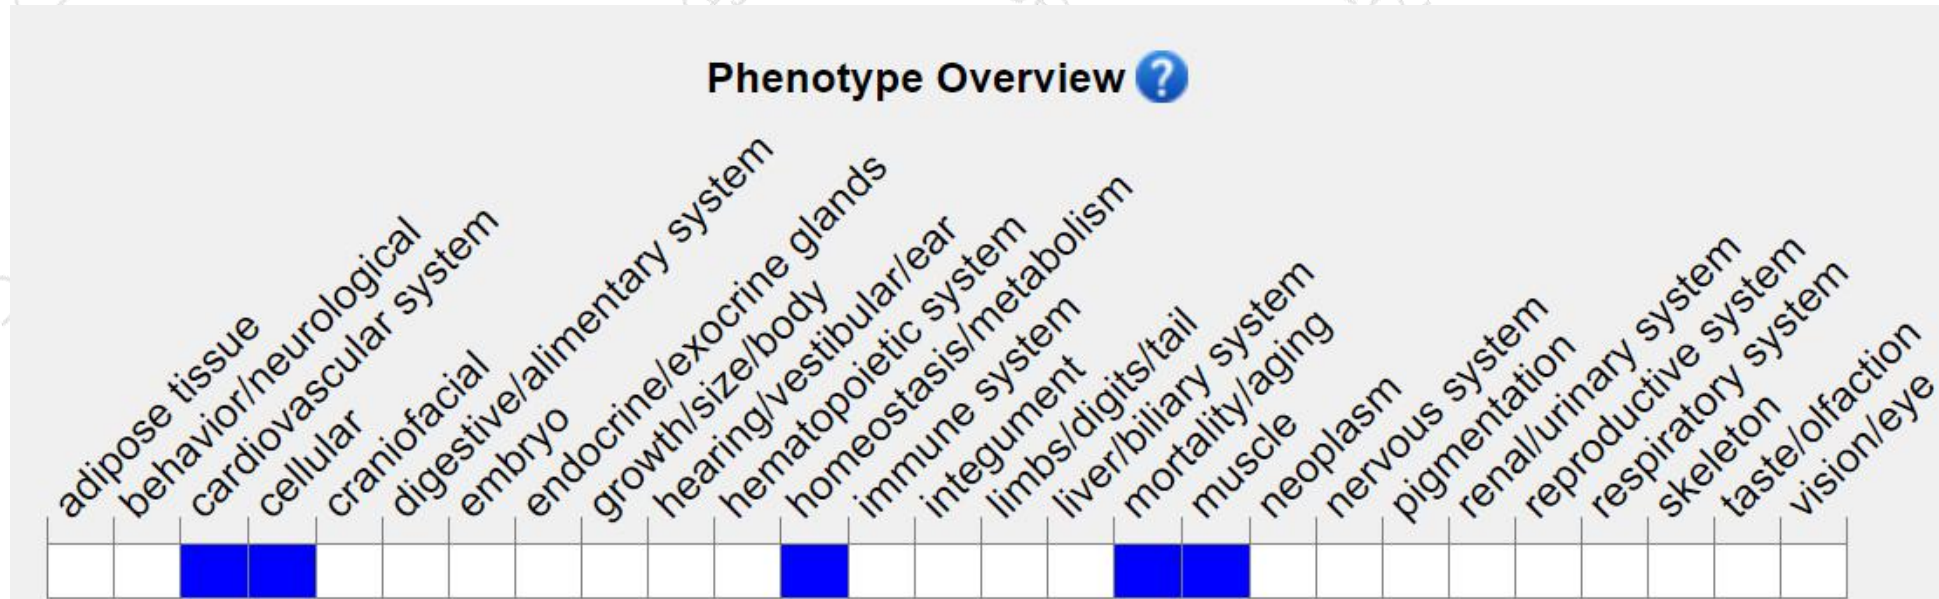 Phenotype Overview ?
adipose tissue
behavior/neurological
cardiovascular system
cellular
craniofacial
digestive/alimentary system
embryo
endocrine/exocrine glands
growth/size/body
hearing/vestibular/ear
hematopoietic system
homeostasis/metabolism
immune system
integument
limbs/digits/tail
liver/biliary system
mortality/aging
muscle
neoplasm
nervous system
pigmentation
renal/urinary system
reproductive system
respiratory system
skeleton
taste/olfaction
vision/eye